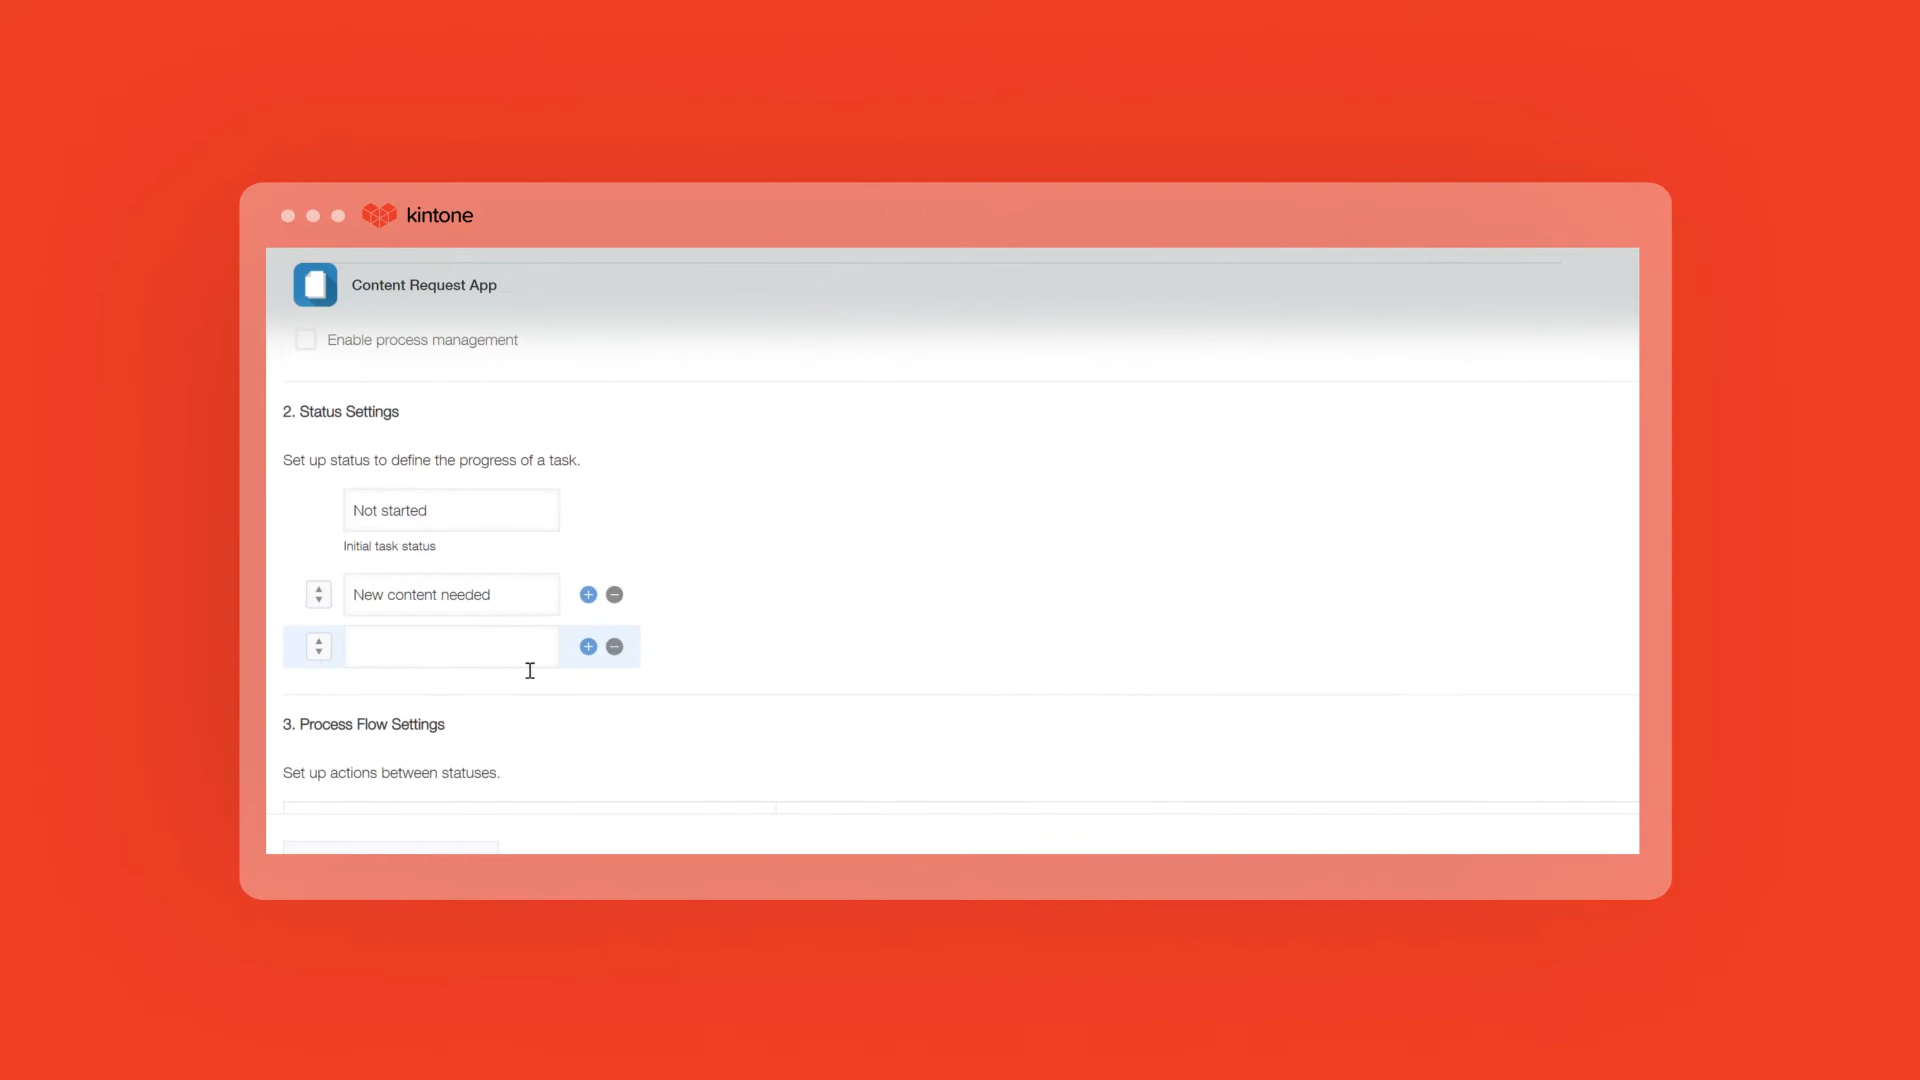 kintone
Content Request App
Enable process management
2. Status Settings
Set up status to define the progress of a task.
Not started
Initial task status
New content needed
3. Process Flow Settings
Set up actions between statuses.